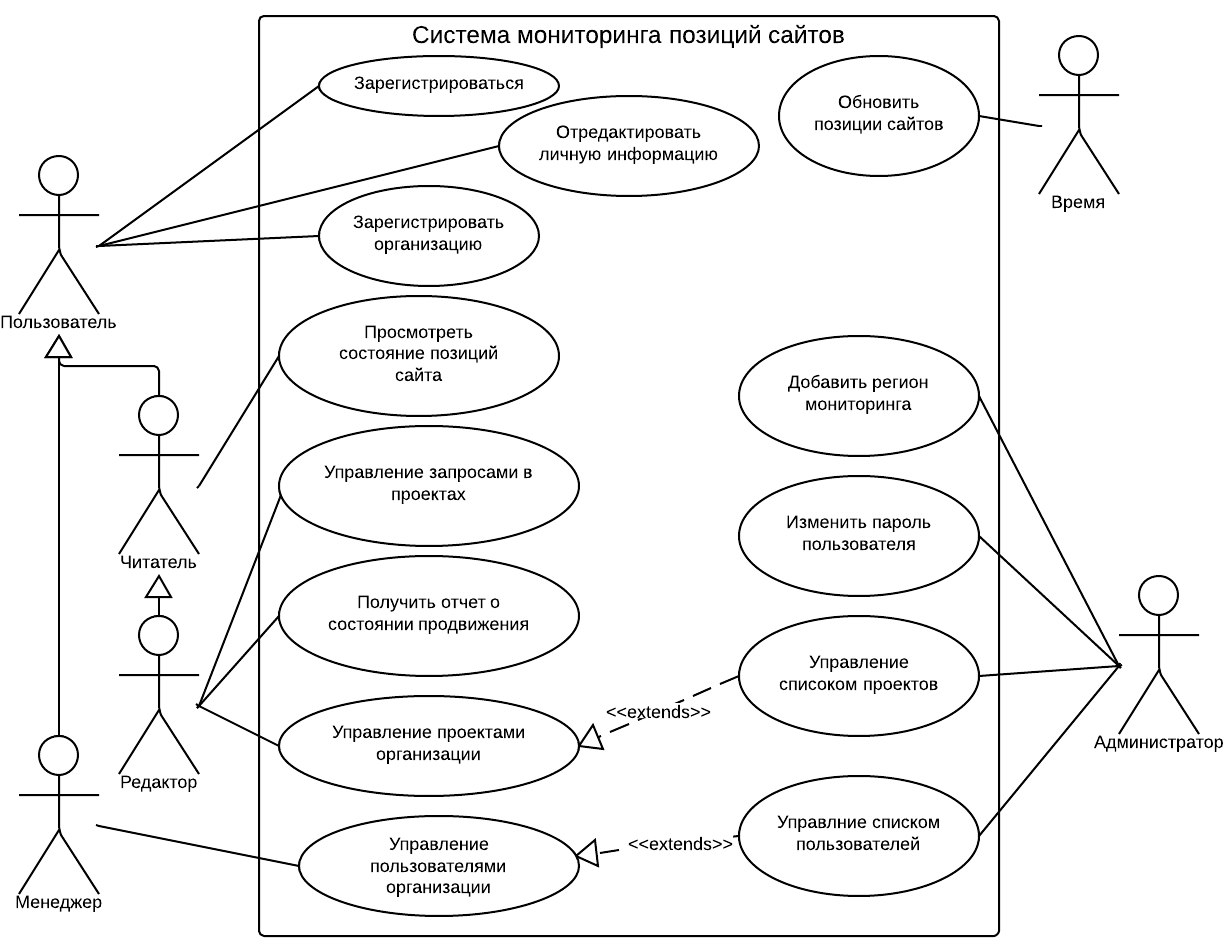 Система мониторинга позиций сайтов
Зарегистрироваться
Отредактировать
личную информацию
Обновить
позиции сайтов
Время
Зарегистрировать
организацию
Пользователь
Просмотреть
состояние позиций
сайта
Добавить регион
мониторинга
Управление запросами в
проектах
Изменить пароль
пользователя
Читатель
Получить отчет о
состоянии продвижения
Управление
списоком проектов
<<extends>>
Управление проектами
организации
Администратор
Редактор
Управление
пользователями
организации
<<extends>>
Управлние списком
пользователей
Менеджер